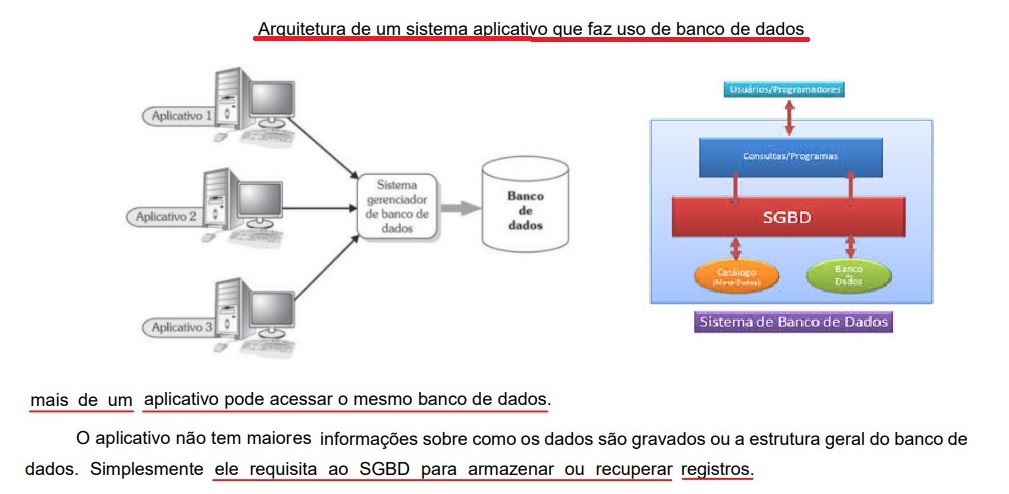 Arquitetura de um sistema aplicativo que faz uso de banco de dados
Aplicativo 1
Aplicativo 2
Aplicativo 3
Sistema
gerenciador
de banco de
dados
Banco
de
dados
Usuários/Programadores
Consultas/Programas
SGBD
Catálogo
(Meta-Dados)
Banco
de
Dados
Sistema de Banco de Dados
mais de um aplicativo pode acessar o mesmo banco de dados.
O aplicativo não tem maiores informações sobre como os dados são gravados ou a estrutura geral do banco de
dados. Simplesmente ele requisita ao SGBD para armazenar ou recuperar registros.